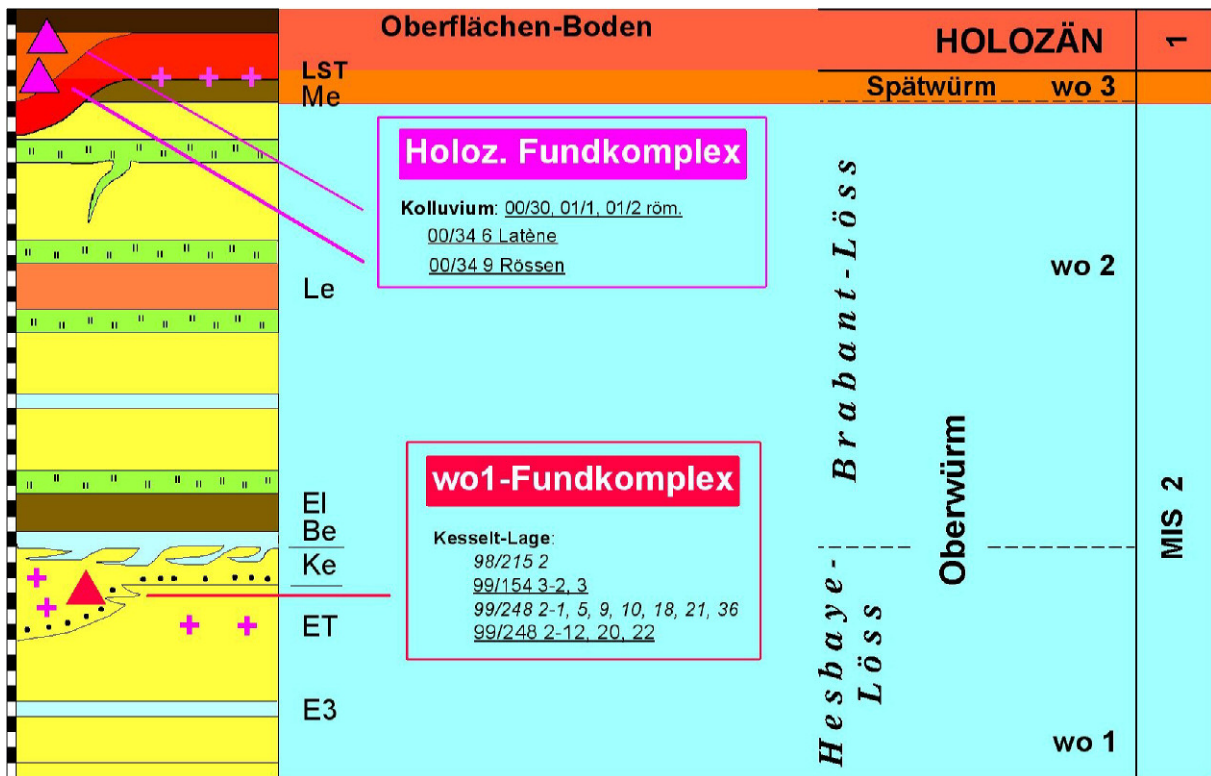 Oberflächen-Boden
HOLOZÄN
1
LST
Me
Spätwürm wo 3
Holoz. Fundkomplex
Kolluvium: 00/30, 01/1, 01/2 röm.
00/34 6 Latène
00/34 9 Rössen
Brabant-Löss
wo 2
Le
Oberwürm
MIS 2
wo1-Fundkomplex
Kesselt-Lage:
98/215 2
99/154 3-2, 3
99/248 2-1, 5, 9, 10, 18, 21, 36
99/248 2-12, 20, 22
El
Be
Ke
ET
E3
Hesbaye-
Löss
wo 1